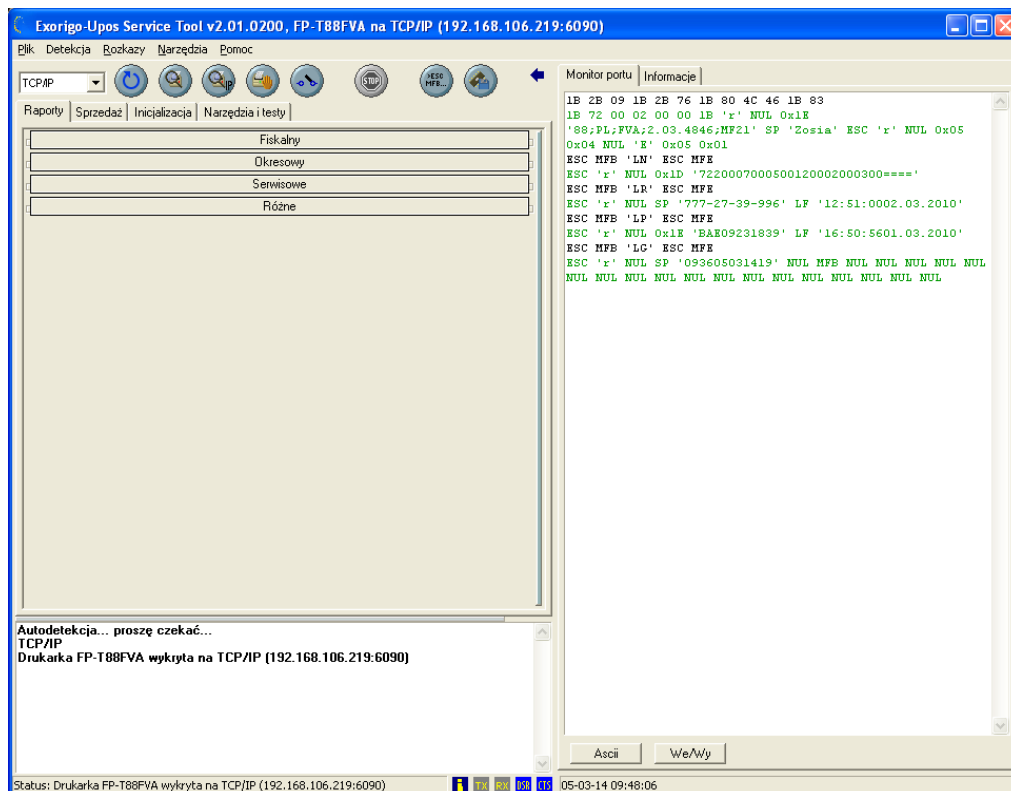 Exorigo-Upos Service Tool v2.01.0200, FP-T88FVA na TCP/IP (192.168.106.219:6090)
Plik Detekcja Rozkazy Narzędzia Pomoc
TCP/IP
IP
STOP
>ESC
MFB...
Raporty Sprzedaż Inicjalizacja Narzędzia i testy
Fiskalny
Okresowy
Serwisowe
Różne
Autodetekcja... proszę czekać...
TCP/IP
Drukarka FP-T88FVA wykryta na TCP/IP (192.168.106.219:6090)
Monitor portu Informacje
1B 2B 09 1B 2B 76 1B 80 4C 46 1B 83
1B 72 00 02 00 00 1B 'r' NUL 0x1E
'88;PL;FVA;2.03.4846;MF21' SP 'Zosia' ESC 'r' NUL 0x05
0x04 NUL 'E' 0x05 0x01
ESC MFB 'LN' ESC MFE
ESC 'r' NUL 0x1D '7220007000500120002000300===='
ESC MFB 'LR' ESC MFE
ESC 'r' NUL SP '777-27-39-996' LF '12:51:0002.03.2010'
ESC MFB 'LP' ESC MFE
ESC 'r' NUL 0x1E 'BAE09231839' LF '16:50:5601.03.2010'
ESC MFB 'LG' ESC MFE
ESC 'r' NUL SP '093605031419' NUL MFB NUL NUL NUL NUL NUL
NUL NUL NUL NUL NUL NUL NUL NUL NUL NUL NUL NUL NUL
Ascii We/Wy
Status: Drukarka FP-T88FVA wykryta na TCP/IP (192.168.106.219:6090) i TX RX DSR CTS 05-03-14 09:48:06